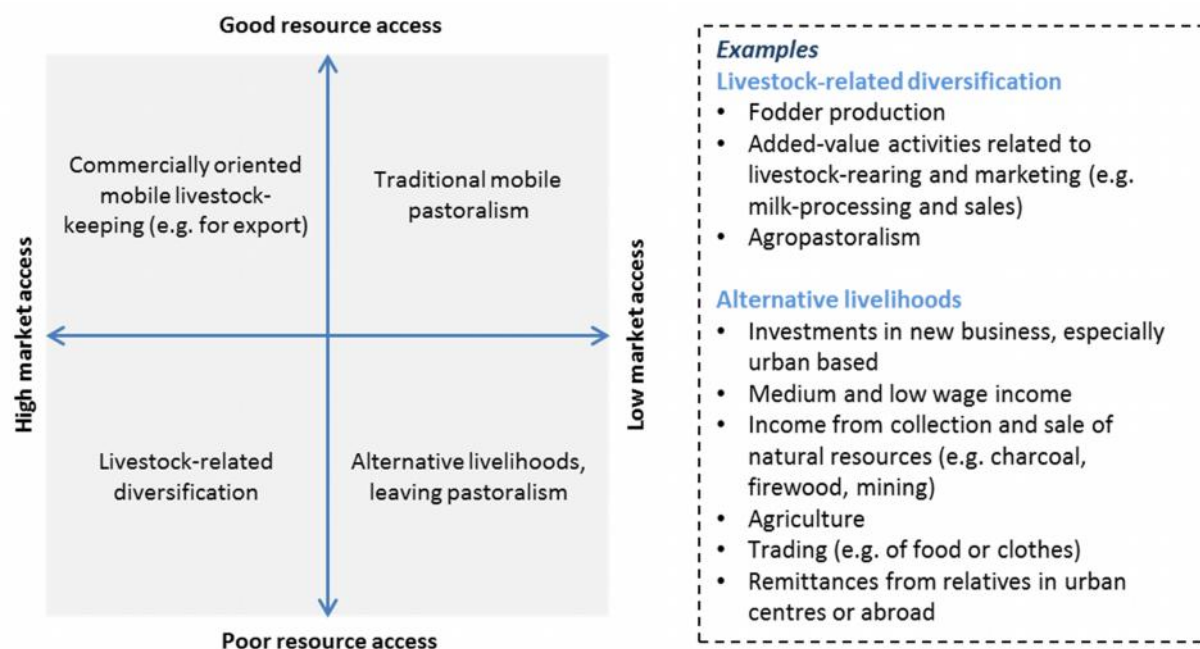 Good resource access
Commercially oriented
mobile livestock-
keeping (e.g. for export)
Traditional mobile
pastoralism
High market access
Low market access
Livestock-related
diversification
Alternative livelihoods,
leaving pastoralism
Poor resource access
Examples
Livestock-related diversification
• Fodder production
• Added-value activities related to
livestock-rearing and marketing (e.g.
milk-processing and sales)
• Agropastoralism
Alternative livelihoods
• Investments in new business, especially
urban based
• Medium and low wage income
• Income from collection and sale of
natural resources (e.g. charcoal,
firewood, mining)
• Agriculture
• Trading (e.g. of food or clothes)
• Remittances from relatives in urban
centres or abroad